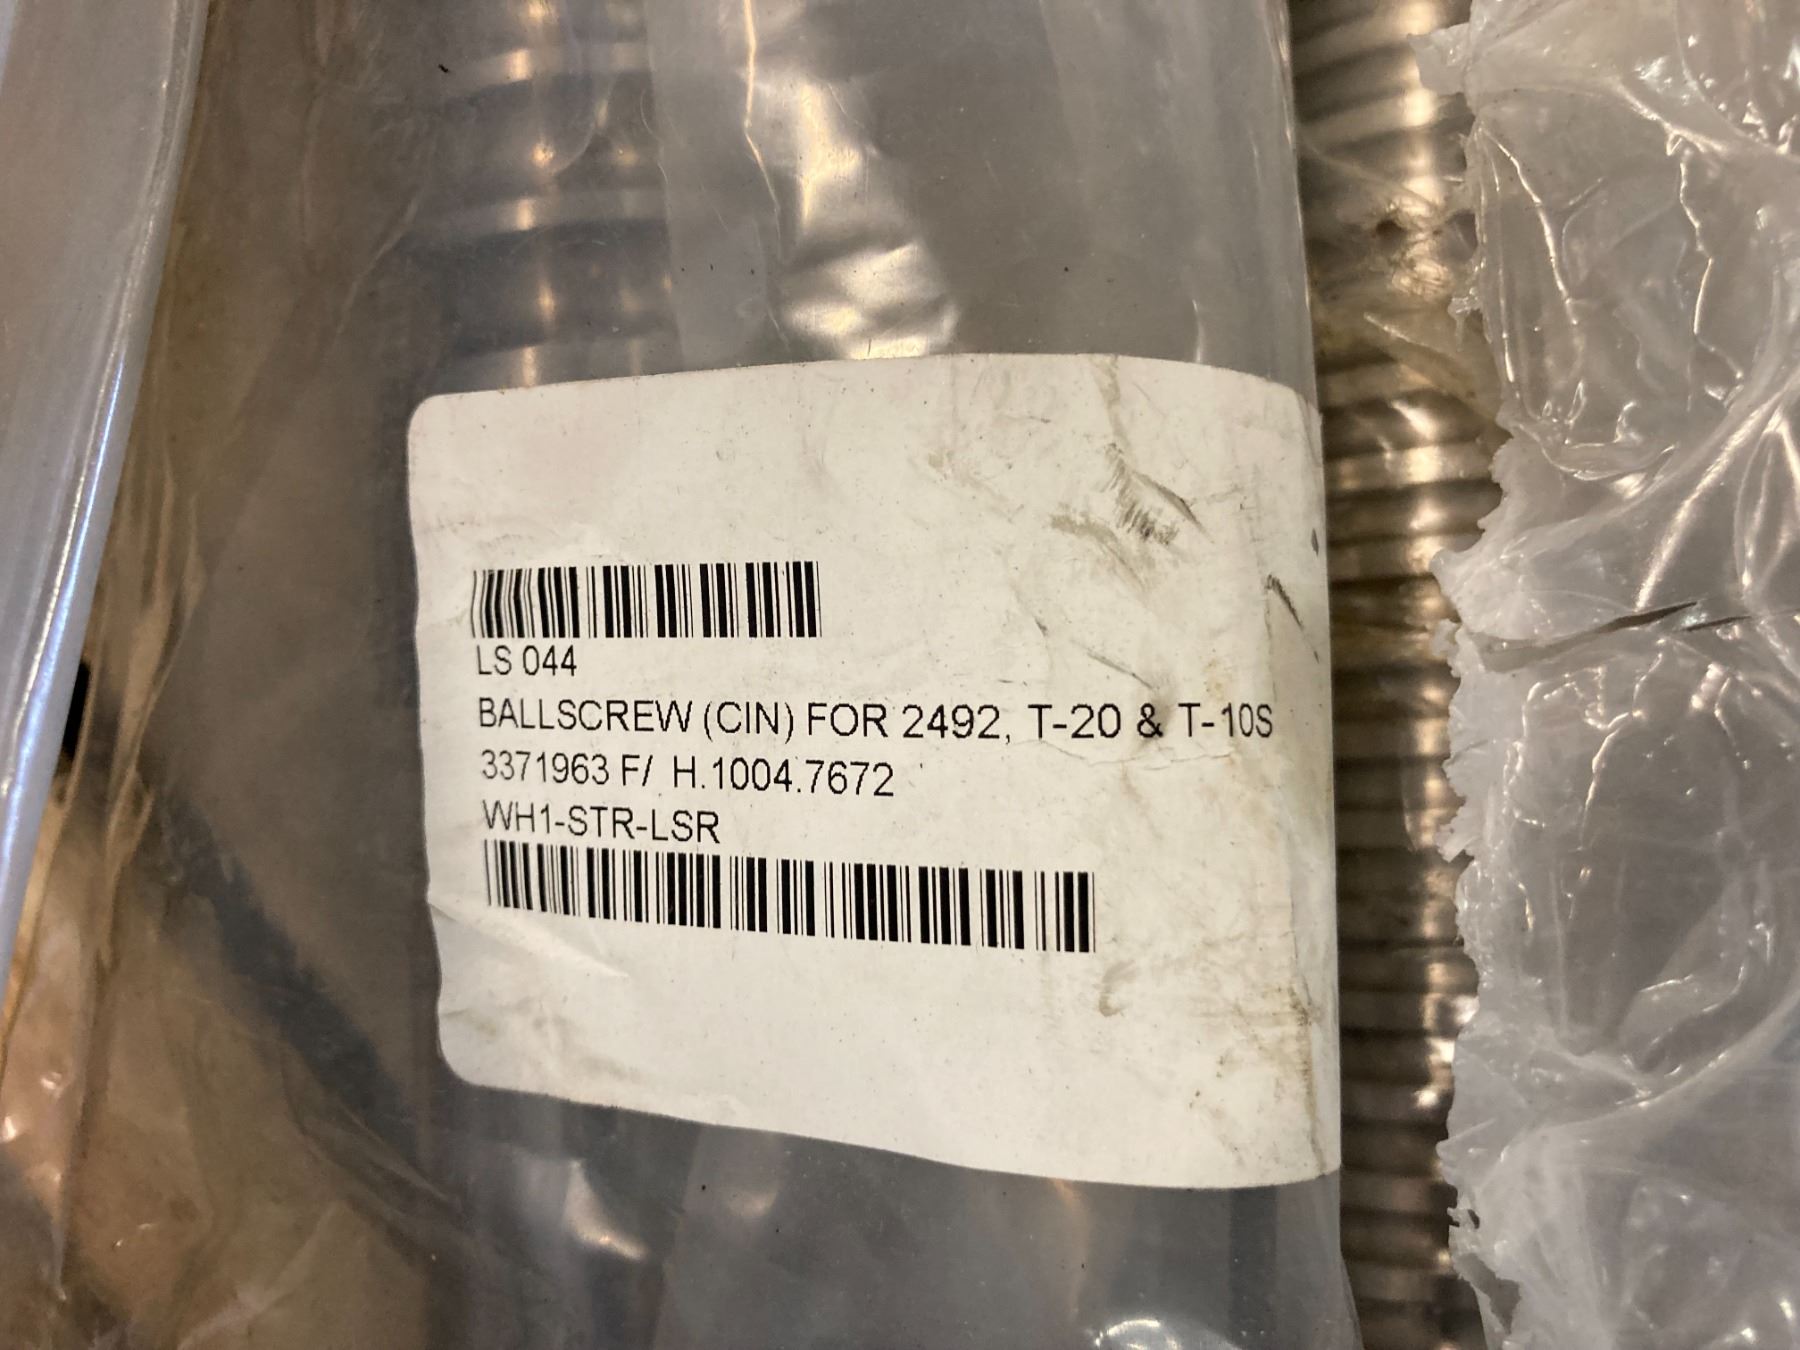 LS 044
BALLSCREW (CIN) FOR 2492, T-20 & T-10S
3371963 F/ H.1004.7672
WH1-STR-LSR